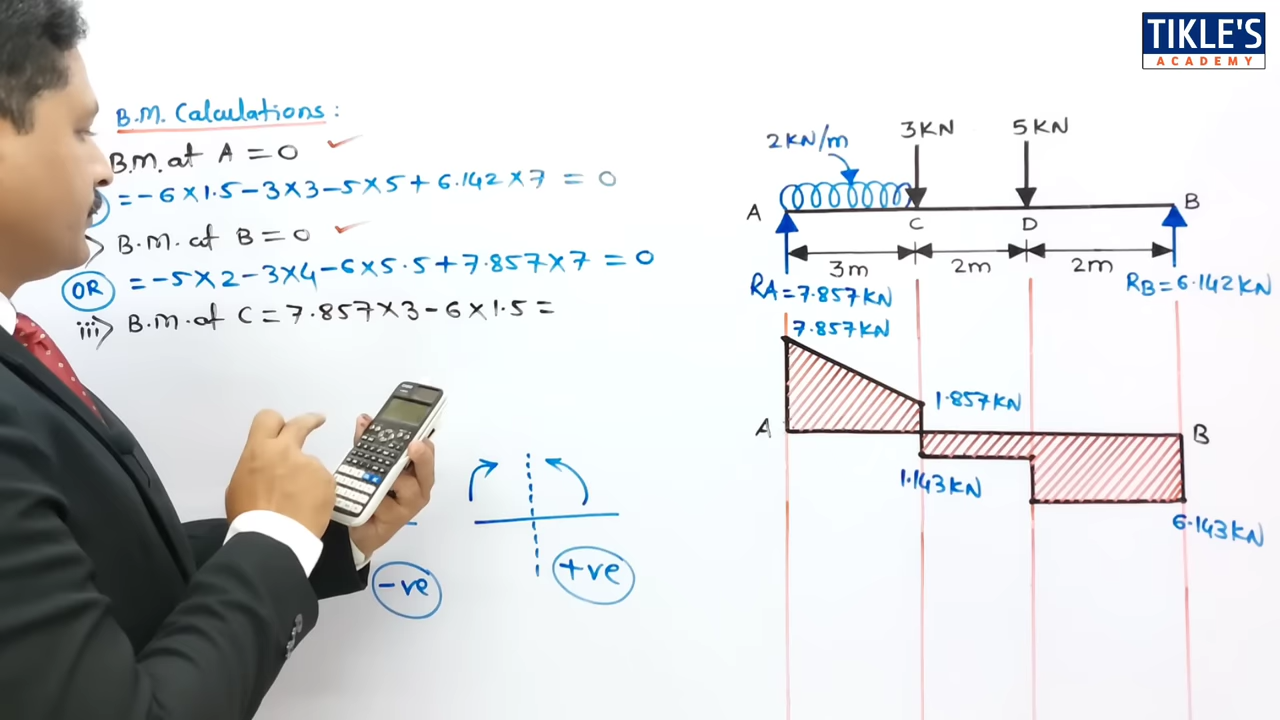 TIKLE'S
ACADEMY
B.M. Calculations:
B.M. at A = 0
= -6×1.5-3×3-5×5+6.142×7 = 0
B.M. at B = 0
OR = -5×2-3×4-6×5.5+7.857×7 = 0
iii> B.M. of C = 7.857×3-6×1.5 =
-ve
+ve
2KN/m 3KN 5KN
A B
C D
3m 2m 2m
RA=7.857KN RB=6.142KN
7.857KN
1.857KN
A B
1.143KN
6.143KN